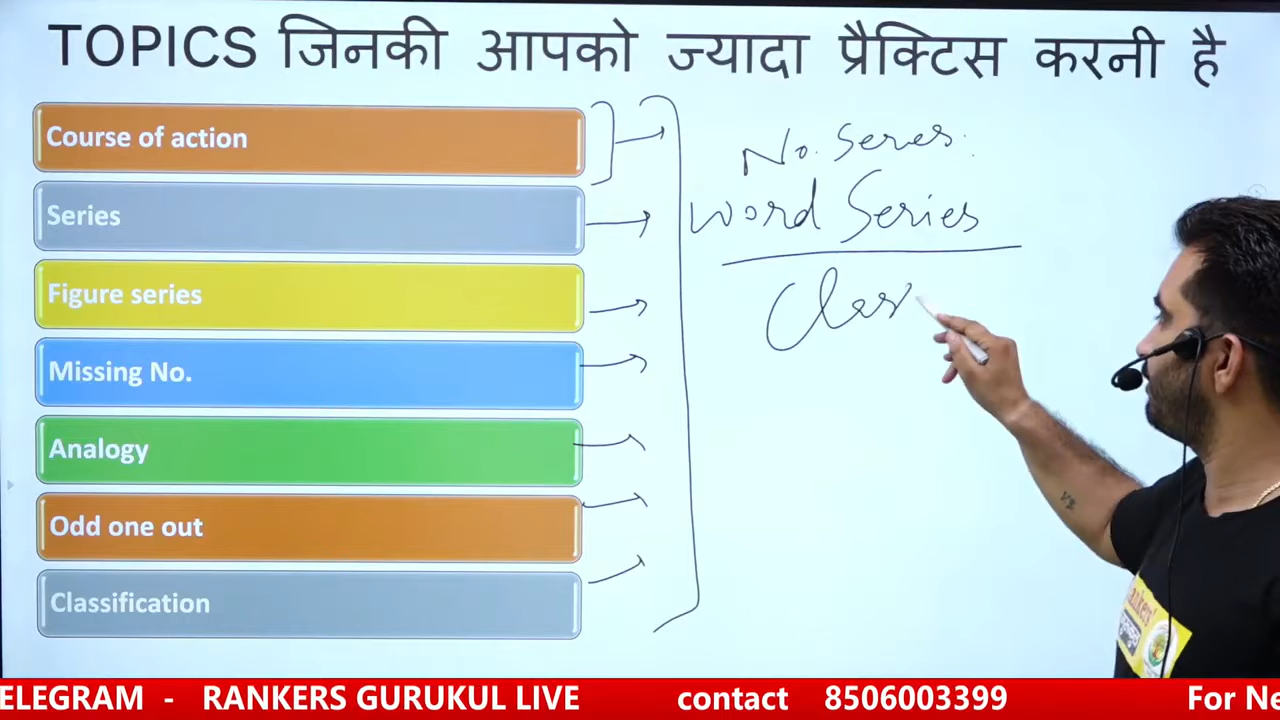 TOPICS जिनकी आपको ज्यादा प्रैक्टिस करनी है
Course of action
Series
Figure series
Missing No.
Analogy
Odd one out
Classification
No. Series.
Word Series
ELEGRAM - RANKERS GURUKUL LIVE contact 8506003399 For Ne